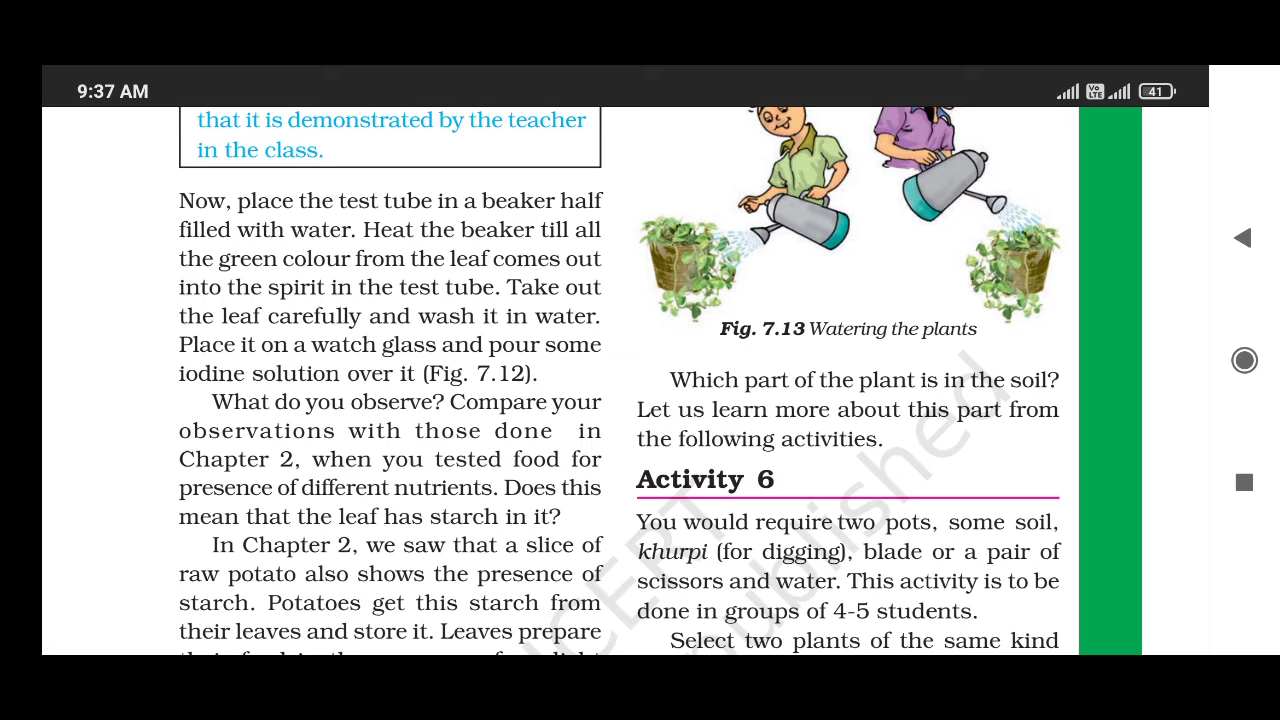 9:37 AM
Vo
LTE
41
that it is demonstrated by the teacher
in the class.
Now, place the test tube in a beaker half
filled with water. Heat the beaker till all
the green colour from the leaf comes out
into the spirit in the test tube. Take out
the leaf carefully and wash it in water.
Place it on a watch glass and pour some
iodine solution over it (Fig. 7.12).
What do you observe? Compare your
observations with those done in
Chapter 2, when you tested food for
presence of different nutrients. Does this
mean that the leaf has starch in it?
In Chapter 2, we saw that a slice of
raw potato also shows the presence of
starch. Potatoes get this starch from
their leaves and store it. Leaves prepare
Fig. 7.13 Watering the plants
Which part of the plant is in the soil?
Let us learn more about this part from
the following activities.
Activity 6
You would require two pots, some soil,
khurpi (for digging), blade or a pair of
scissors and water. This activity is to be
done in groups of 4-5 students.
Select two plants of the same kind